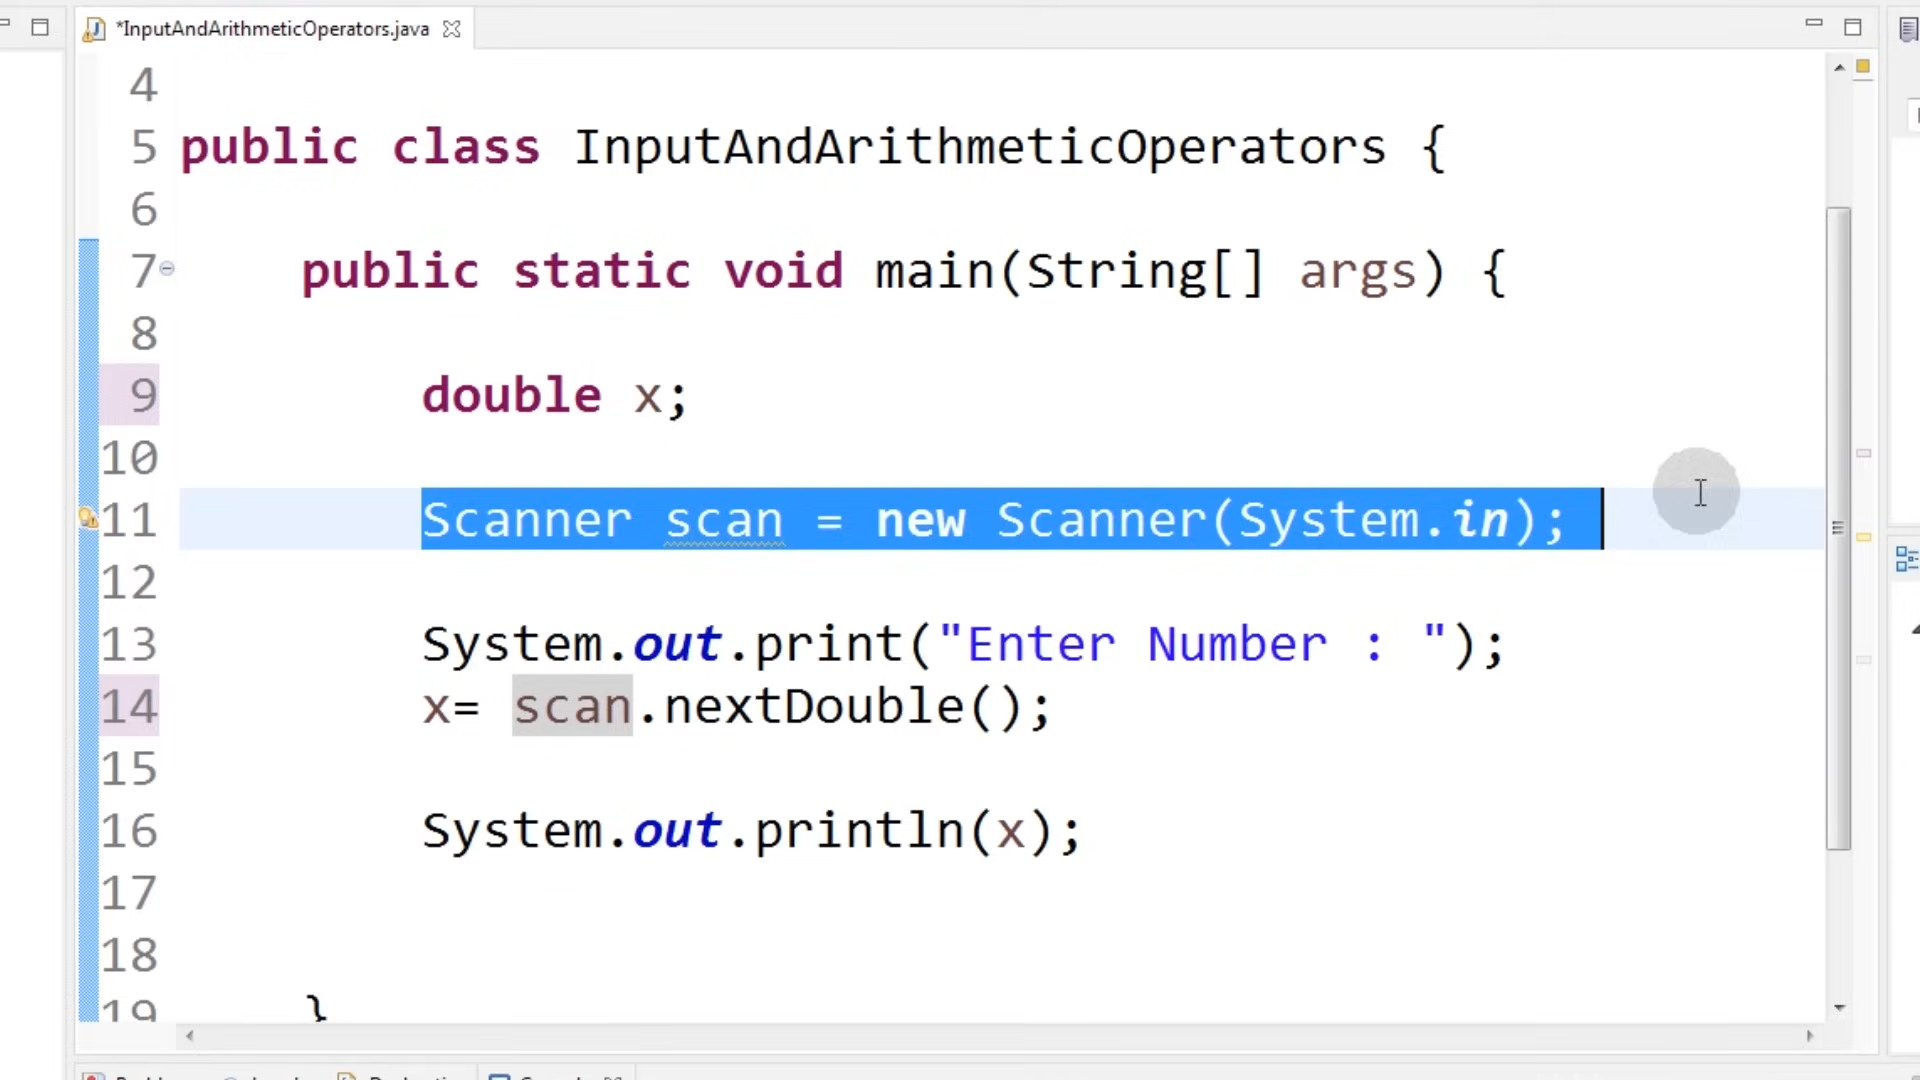 *InputAndArithmeticOperators.java
4
5 public class InputAndArithmeticOperators {
6
7 public static void main(String[] args) {
8
9 double x;
10
11 Scanner scan = new Scanner(System.in);
12
13 System.out.print("Enter Number : ");
14 x= scan.nextDouble();
15
16 System.out.println(x);
17
18
19 }